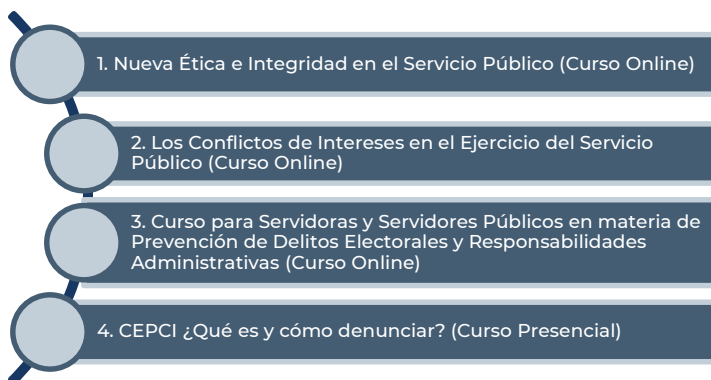 1. Nueva Ética e Integridad en el Servicio Público (Curso Online)
2. Los Conflictos de Intereses en el Ejercicio del Servicio
Público (Curso Online)
3. Curso para Servidoras y Servidores Públicos en materia de
Prevención de Delitos Electorales y Responsabilidades
Administrativas (Curso Online)
4. CEPCI ¿Qué es y cómo denunciar? (Curso Presencial)